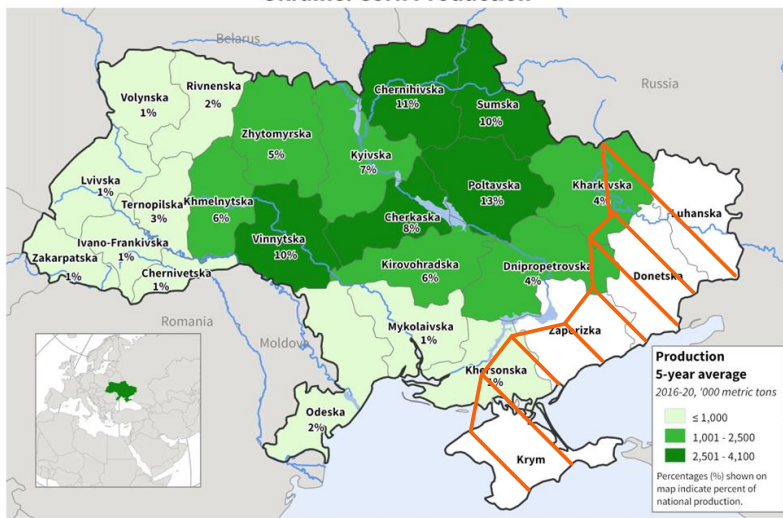 Belarus
Russia
Volynska
1%
Rivnenska
2%
Chernihivska
11%
Sumska
10%
Zhytomyrska
5%
Kyivska
7%
Lvivska
1%
Ternopilska
3%
Khmelnytska
6%
Poltavska
13%
Kharkivska
4%
Luhanska
Cherkaska
8%
Vinnytska
10%
Ivano-Frankivska
1%
Zakarpatska
1%
Chernivetska
1%
Kirovohradska
6%
Dnipropetrovska
4%
Donetska
Romania
Moldova
Mykolaivska
1%
Zaporizka
Khersonska
1%
Odeska
2%
Krym
Production
5-year average
2016-20, '000 metric tons
≤ 1,000
1,001 - 2,500
2,501 - 4,100
Percentages (%) shown on
map indicate percent of
national production.